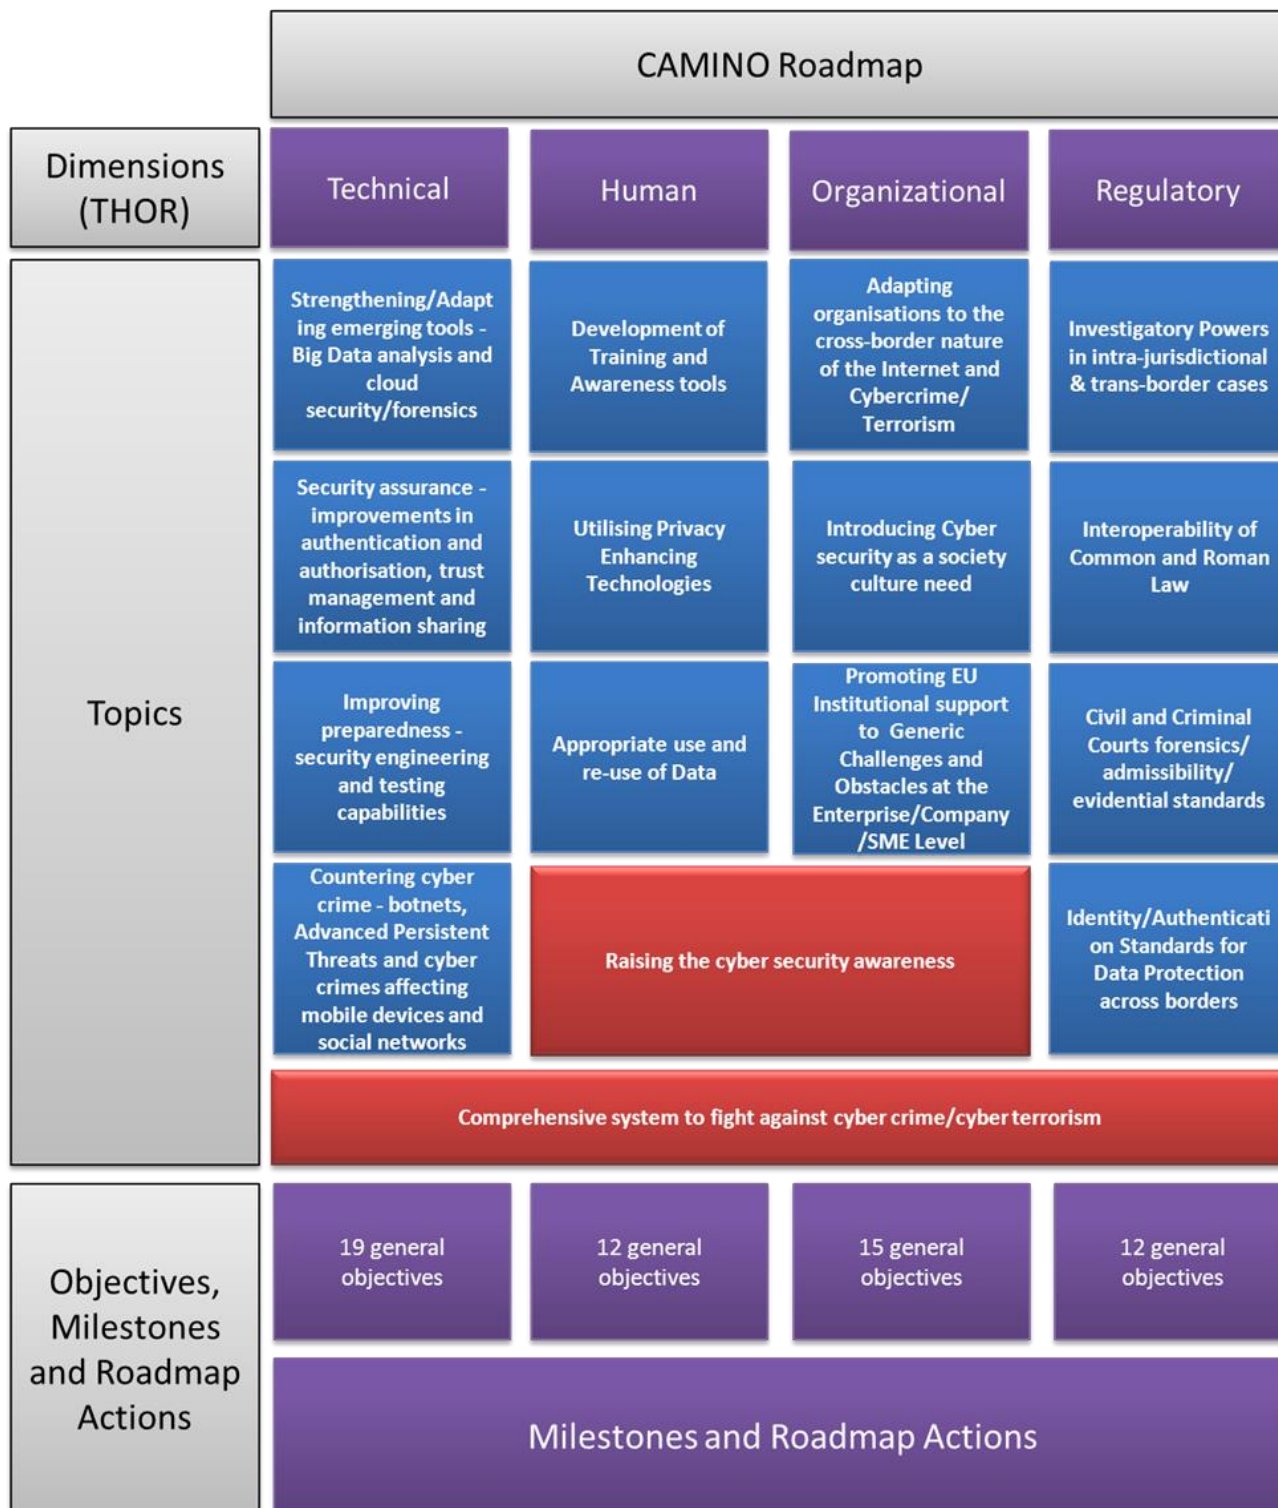 CAMINO Roadmap
Dimensions
(THOR)
Technical
Human
Organizational
Regulatory
Topics
Strengthening/Adapt
ing emerging tools -
Big Data analysis and
cloud
security/forensics
Development of
Training and
Awareness tools
Adapting
organisations to the
cross-border nature
of the Internet and
Cybercrime/
Terrorism
Investigatory Powers
in intra-jurisdictional
& trans-border cases
Security assurance -
improvements in
authentication and
authorisation, trust
management and
information sharing
Utilising Privacy
Enhancing
Technologies
Introducing Cyber
security as a society
culture need
Interoperability of
Common and Roman
Law
Improving
preparedness -
security engineering
and testing
capabilities
Appropriate use and
re-use of Data
Promoting EU
Institutional support
to Generic
Challenges and
Obstacles at the
Enterprise/Company
/SME Level
Civil and Criminal
Courts forensics/
admissibility/
evidential standards
Countering cyber
crime - botnets,
Advanced Persistent
Threats and cyber
crimes affecting
mobile devices and
social networks
Raising the cyber security awareness
Identity/Authenticati
on Standards for
Data Protection
across borders
Comprehensive system to fight against cyber crime/cyber terrorism
Objectives,
Milestones
and Roadmap
Actions
19 general
objectives
12 general
objectives
15 general
objectives
12 general
objectives
Milestones and Roadmap Actions